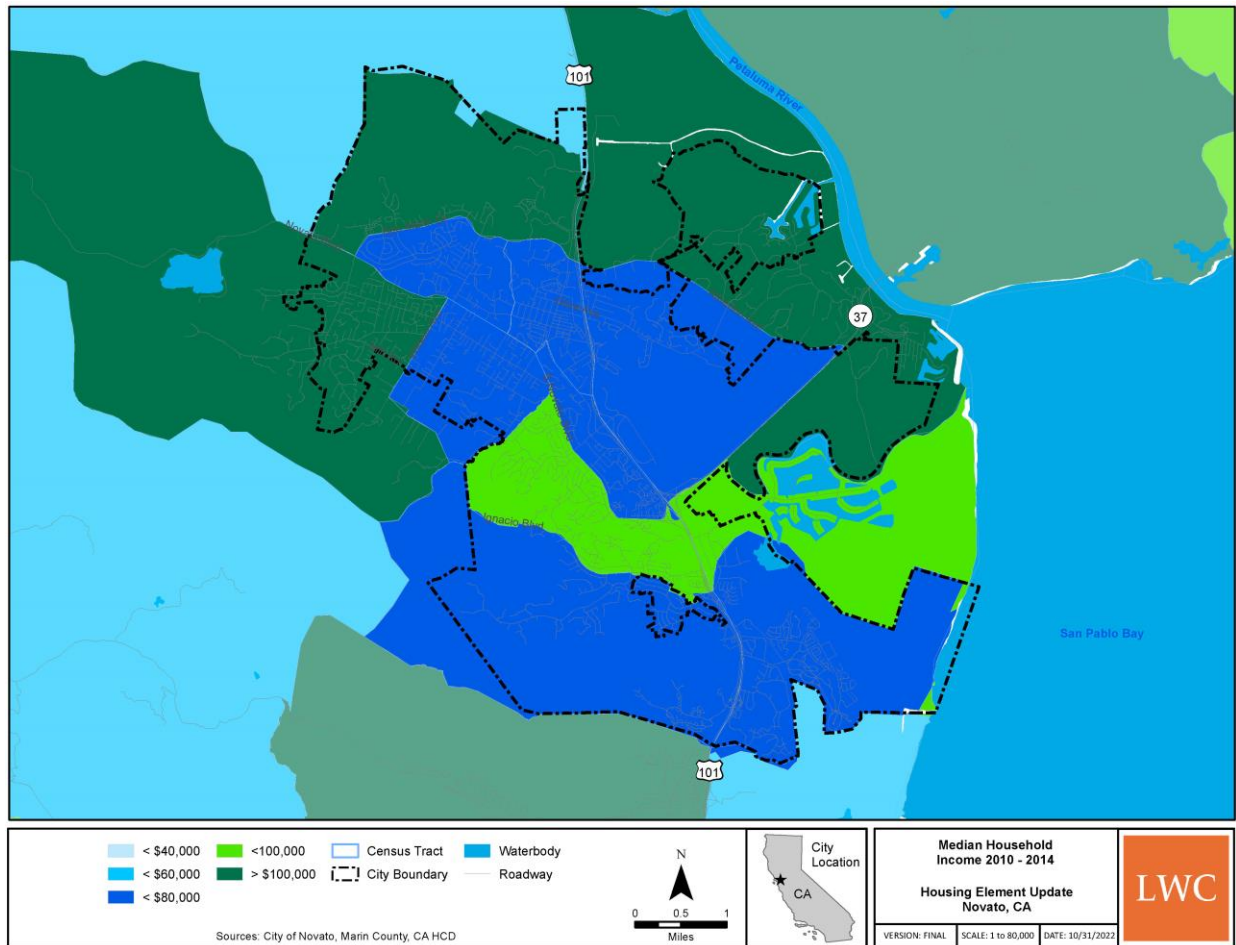 101
Petaluma River
37
Ignacio Blvd
San Pablo Bay
101
< $40,000
< $60,000
< $80,000
<100,000
> $100,000
Census Tract
City Boundary
Waterbody
Roadway
Sources: City of Novato, Marin County, CA HCD
N
0 0.5 1
Miles
City
Location
CA
Median Household
Income 2010 - 2014
Housing Element Update
Novato, CA
VERSION: FINAL
SCALE: 1 to 80,000
DATE: 10/31/2022
LWC